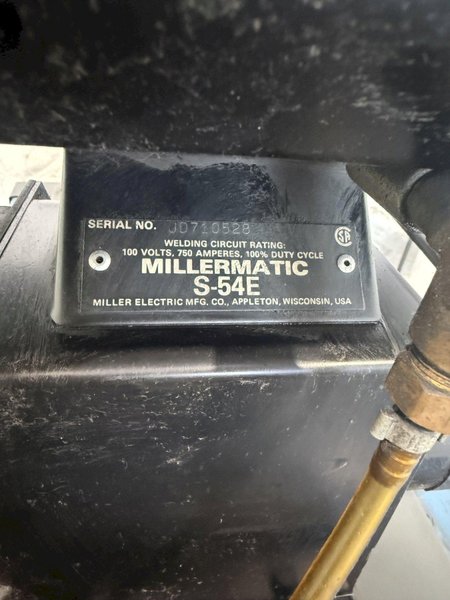 SERIAL NO. JD710528
WELDING CIRCUIT RATING:
100 VOLTS, 750 AMPERES, 100% DUTY CYCLE
MILLERMATIC
S-54E
MILLER ELECTRIC MFG. CO., APPLETON, WISCONSIN, USA